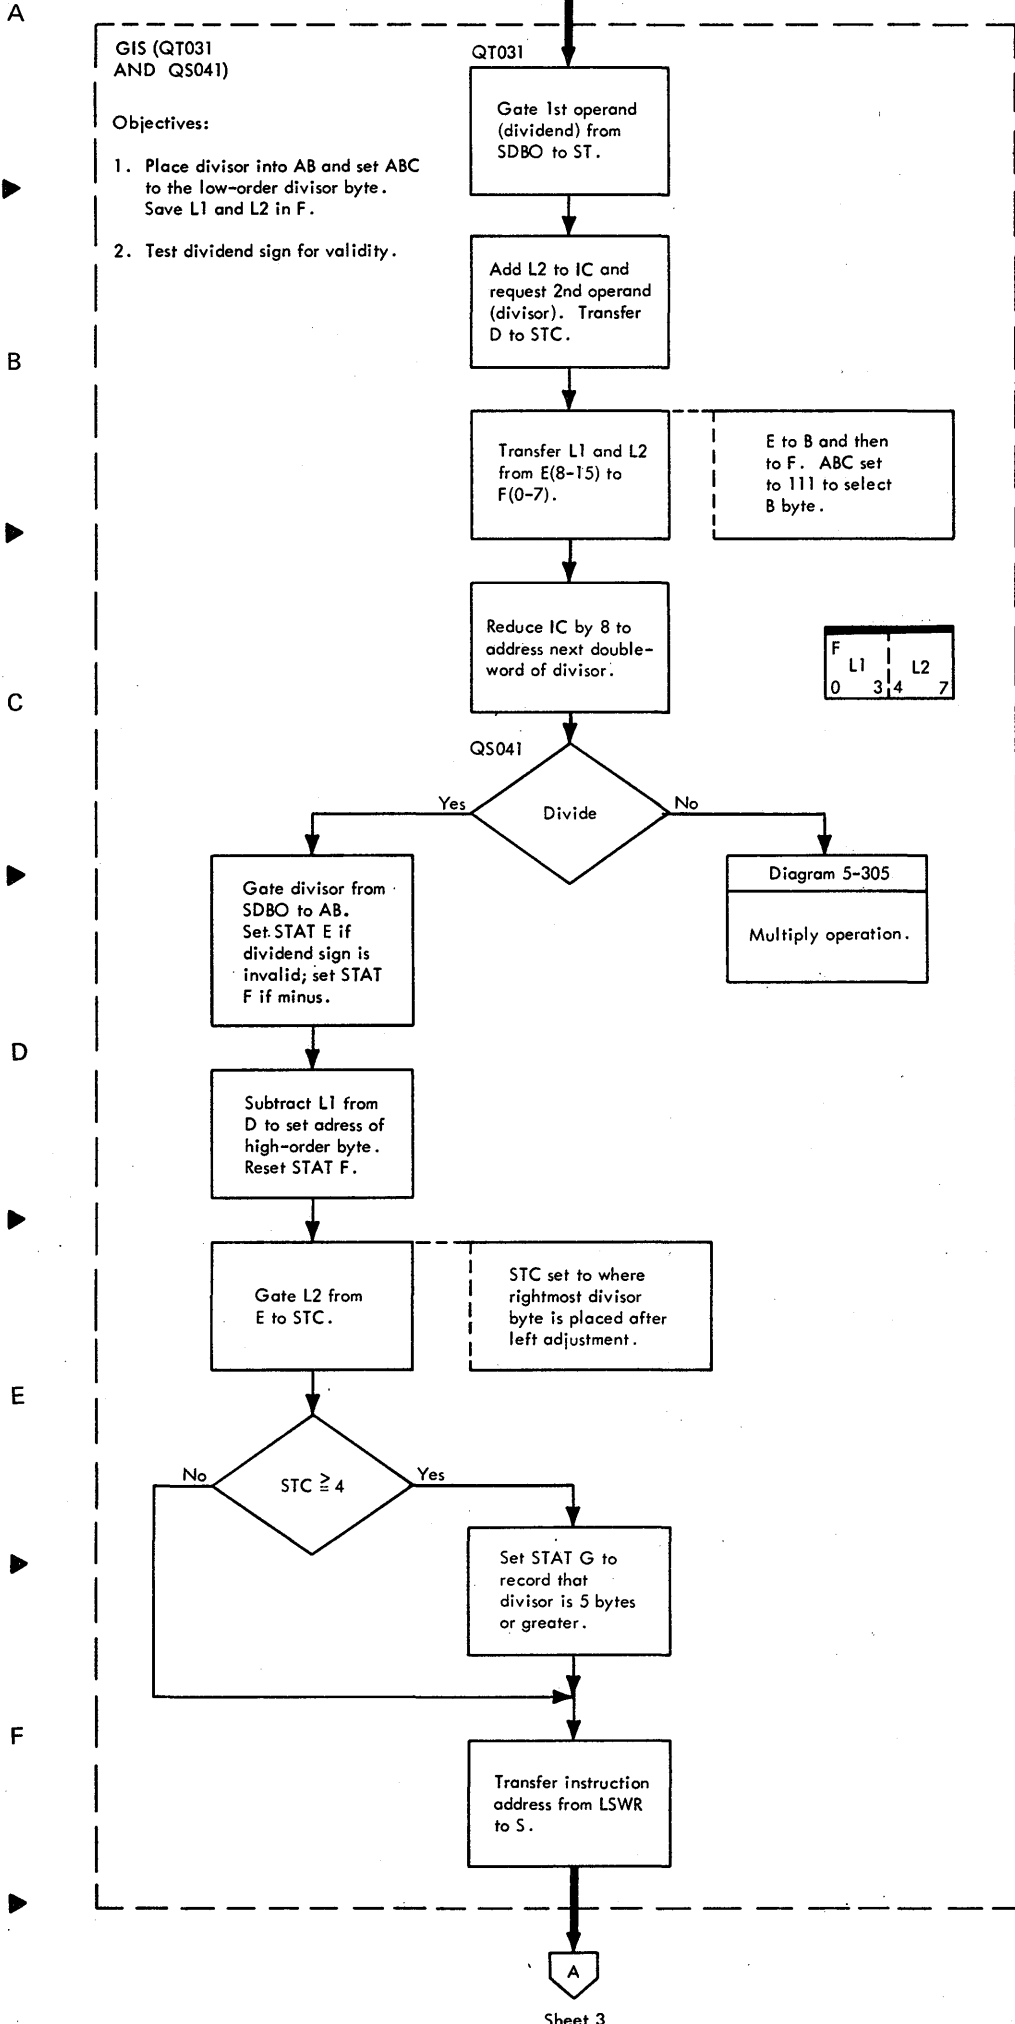 A
GIS (QT031
AND QS041)
Objectives:
1. Place divisor into AB and set ABC
to the low-order divisor byte.
Save L1 and L2 in F.
2. Test dividend sign for validity.
QT031
Gate 1st operand
(dividend) from
SDBO to ST.
Add L2 to IC and
request 2nd operand
(divisor). Transfer
D to STC.
B
Transfer L1 and L2
from E(8-15) to
F(0-7).
E to B and then
to F. ABC set
to 111 to select
B byte.
Reduce IC by 8 to
address next double-
word of divisor.
F
L1 L2
0 3 4 7
C
QS041
Divide
Yes
No
Gate divisor from
SDBO to AB.
Set STAT E if
dividend sign is
invalid; set STAT
F if minus.
Diagram 5-305
Multiply operation.
D
Subtract L1 from
D to set adress of
high-order byte.
Reset STAT F.
Gate L2 from
E to STC.
STC set to where
rightmost divisor
byte is placed after
left adjustment.
E
STC ≧ 4
No
Yes
Set STAT G to
record that
divisor is 5 bytes
or greater.
F
Transfer instruction
address from LSWR
to S.
A
Sheet 3